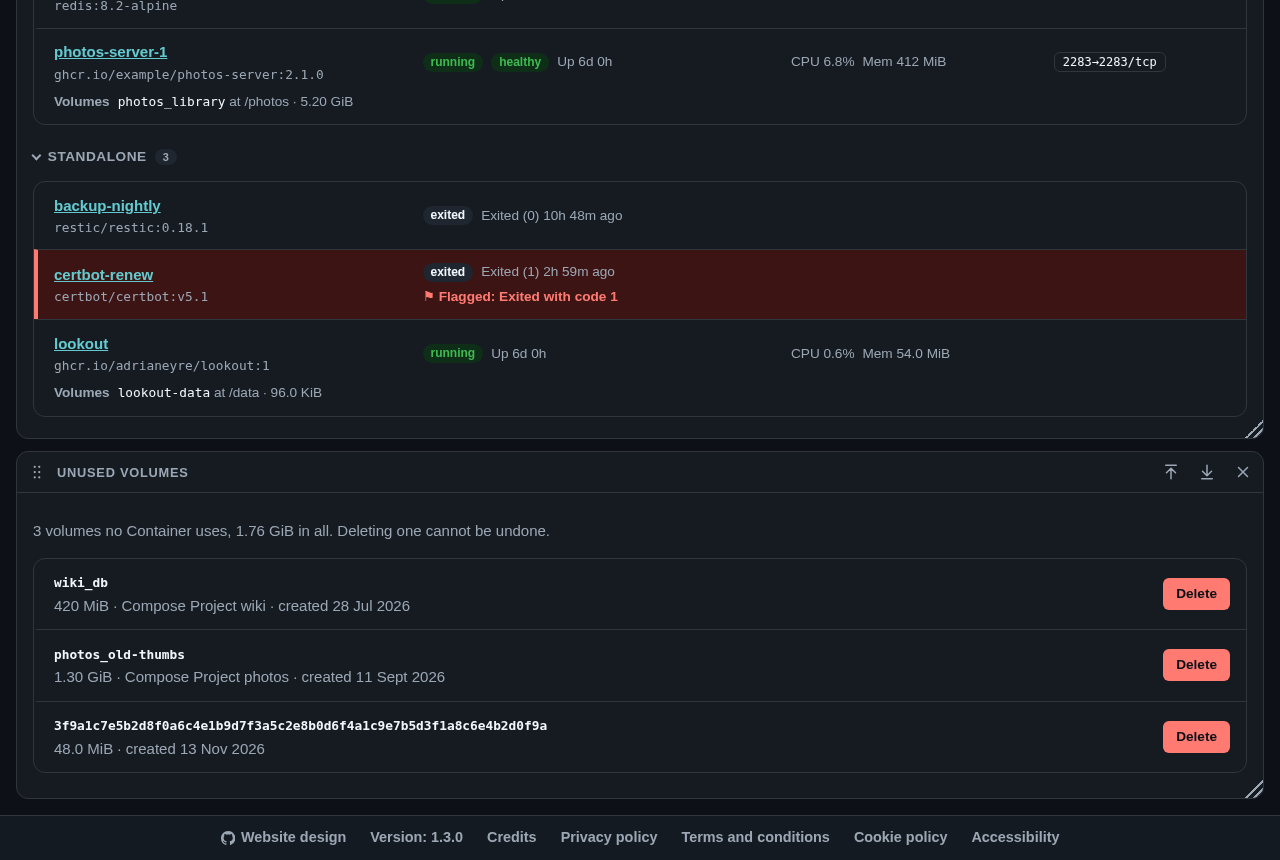 redis:8.2-alpine
photos-server-1
ghcr.io/example/photos-server:2.1.0
running healthy Up 6d 0h CPU 6.8% Mem 412 MiB 2283→2283/tcp
Volumes photos_library at /photos · 5.20 GiB
STANDALONE 3
backup-nightly
restic/restic:0.18.1
exited Exited (0) 10h 48m ago
certbot-renew
certbot/certbot:v5.1
exited Exited (1) 2h 59m ago
⚑ Flagged: Exited with code 1
lookout
ghcr.io/adrianeyre/lookout:1
running Up 6d 0h CPU 0.6% Mem 54.0 MiB
Volumes lookout-data at /data · 96.0 KiB
UNUSED VOLUMES
3 volumes no Container uses, 1.76 GiB in all. Deleting one cannot be undone.
wiki_db
420 MiB · Compose Project wiki · created 28 Jul 2026
Delete
photos_old-thumbs
1.30 GiB · Compose Project photos · created 11 Sept 2026
Delete
3f9a1c7e5b2d8f0a6c4e1b9d7f3a5c2e8b0d6f4a1c9e7b5d3f1a8c6e4b2d0f9a
48.0 MiB · created 13 Nov 2026
Delete
Website design Version: 1.3.0 Credits Privacy policy Terms and conditions Cookie policy Accessibility